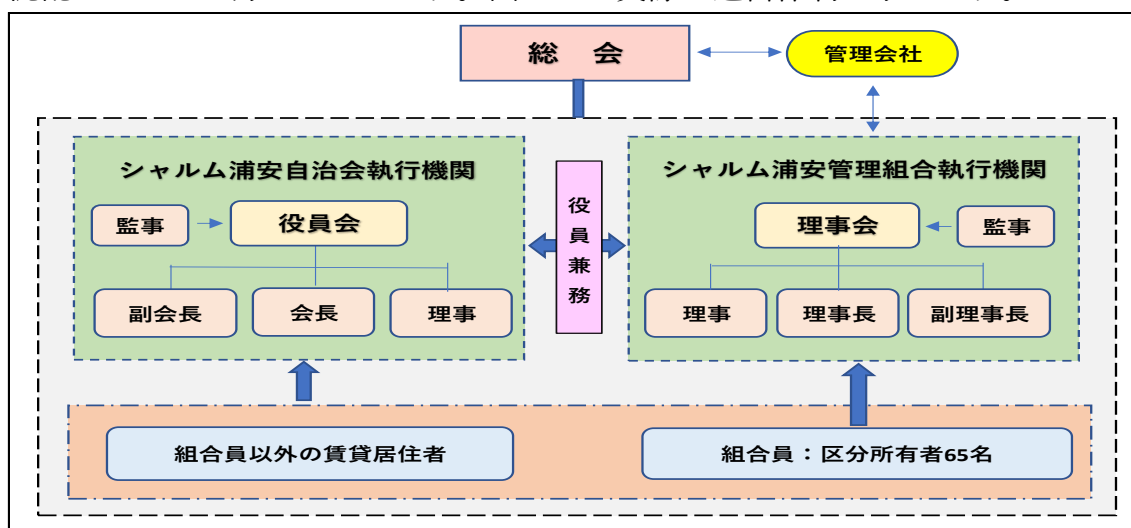 総 会
管理会社
シャルム浦安自治会執行機関
監事
役員会
副会長
会長
理事
役員兼務
シャルム浦安管理組合執行機関
理事会
監事
理事
理事長
副理事長
組合員以外の賃貸居住者
組合員：区分所有者65名